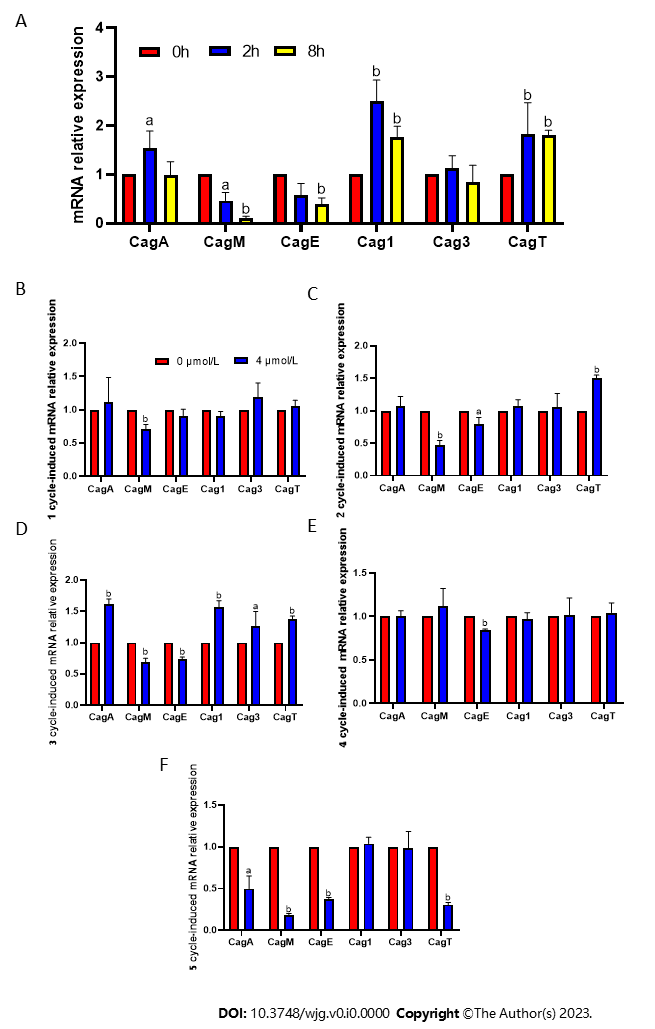 A
mRNA relative expression
4
3
2
1
0
0h 2h 8h
a
a
b
b
b
b
b
b
CagA CagM CagE Cag1 Cag3 CagT
B
1 cycle-induced mRNA relative expression
2.0
1.5
1.0
0.5
0.0
0 µmol/L 4 µmol/L
b
CagA CagM CagE Cag1 Cag3 CagT
C
2 cycle-induced mRNA relative expression
2.0
1.5
1.0
0.5
0.0
b
a
b
CagA CagM CagE Cag1 Cag3 CagT
D
3 cycle-induced mRNA relative expression
2.0
1.5
1.0
0.5
0.0
b
b
b
b
a
b
CagA CagM CagE Cag1 Cag3 CagT
E
4 cycle-induced mRNA relative expression
1.5
1.0
0.5
0.0
b
CagA CagM CagE Cag1 Cag3 CagT
F
5 cycle-induced mRNA relative expression
1.5
1.0
0.5
0.0
a
b
b
b
CagA CagM CagE Cag1 Cag3 CagT
DOI: 10.3748/wjg.v0.i0.0000 Copyright ©The Author(s) 2023.